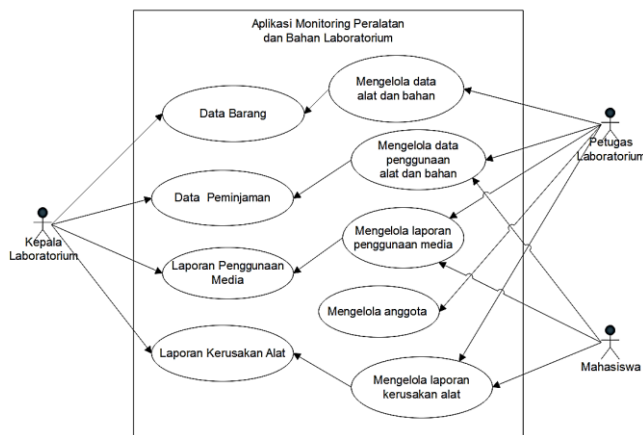 Aplikasi Monitoring Peralatan
dan Bahan Laboratorium
Mengelola data
alat dan bahan
Data Barang
Mengelola data
penggunaan
alat dan bahan
Petugas
Laboratorium
Data Peminjaman
Mengelola laporan
penggunaan media
Kepala
Laboratorium
Laporan Penggunaan
Media
Mengelola anggota
Laporan Kerusakan Alat
Mengelola laporan
kerusakan alat
Mahasiswa